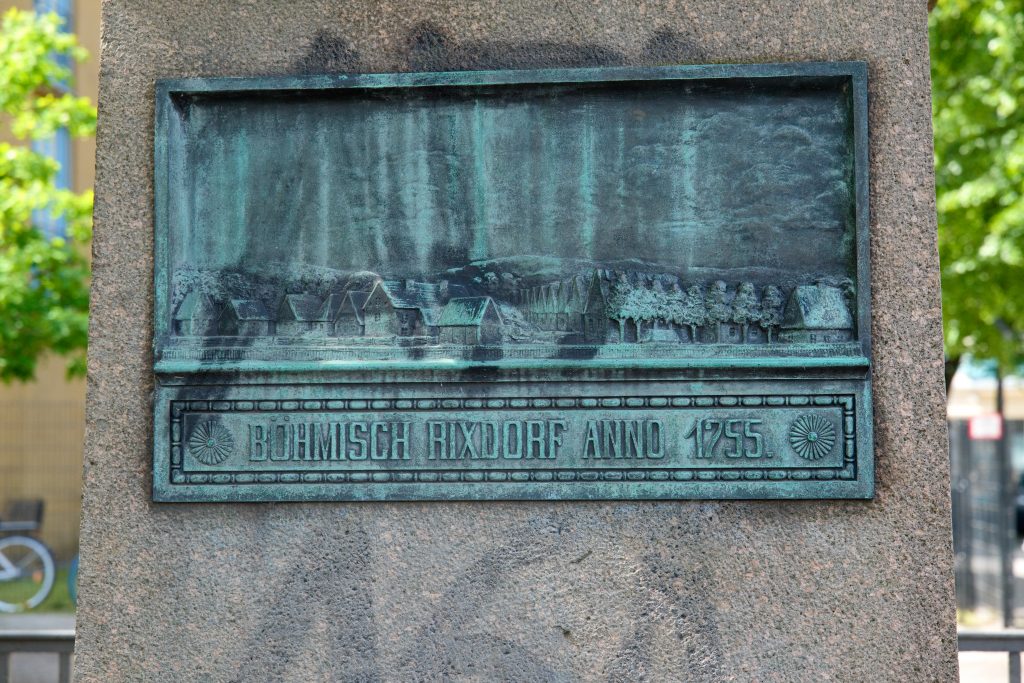 BÖHMISCH RIXDORF ANNO 1755.